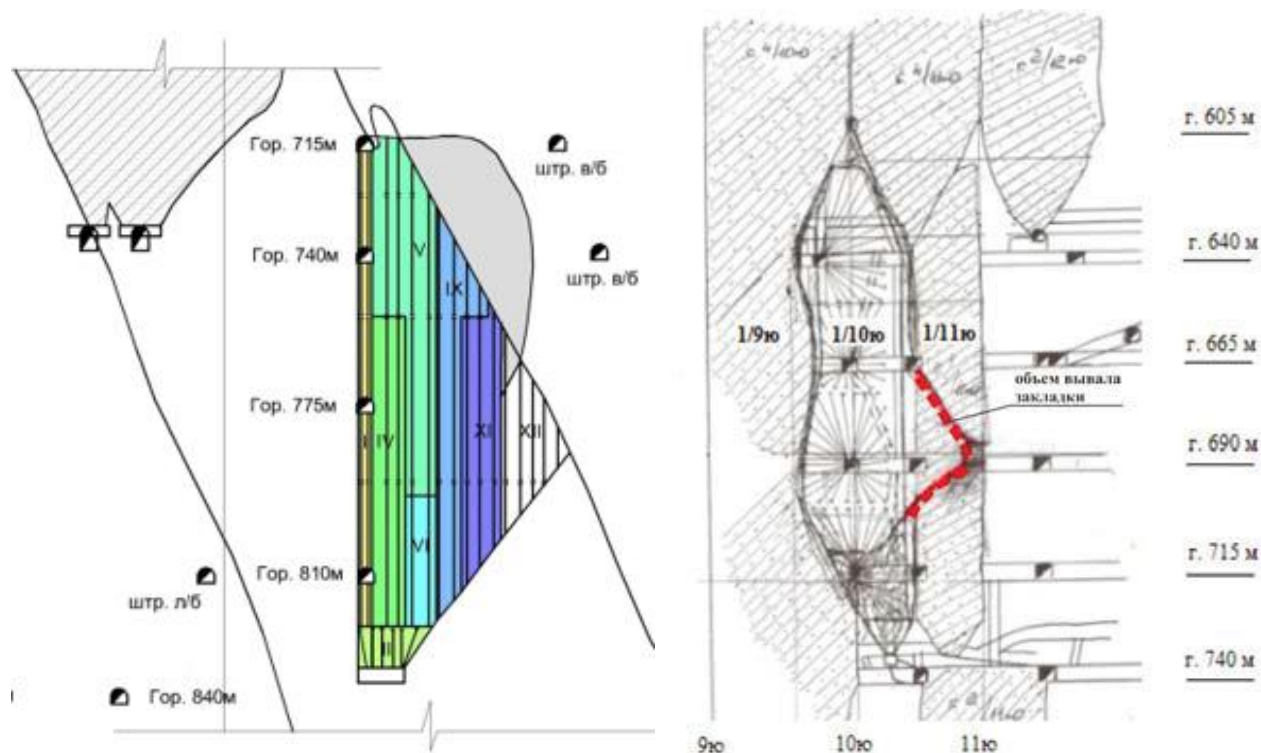 Гор. 715м
штр. в/б
Гор. 740м
штр. в/б
V
IX
Гор. 775м
I
IV
XI
XII
VI
Гор. 810м
штр. л/б
II
Гор. 840м
г. 605 м
г. 640 м
1/9ю
1/10ю
1/11ю
г. 665 м
объем вывала
закладки
г. 690 м
г. 715 м
г. 740 м
9ю
10ю
11ю